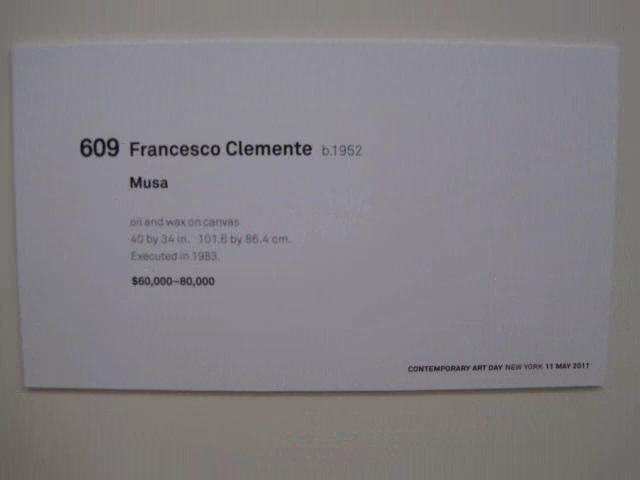 609 Francesco Clemente b.1952
Musa
oil and wax on canvas
40 by 34 in. 101.6 by 86.4 cm.
Executed in 1983.
$60,000–80,000
CONTEMPORARY ART DAY NEW YORK 11 MAY 2011